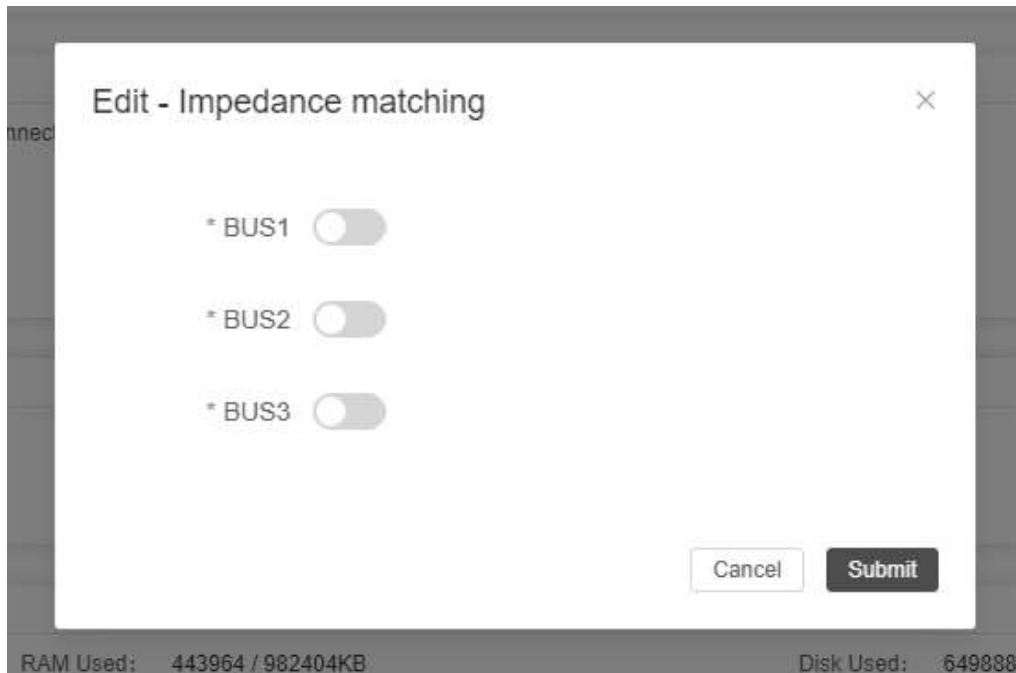 Edit - Impedance matching
* BUS1
* BUS2
* BUS3
Cancel Submit
RAM Used: 443964 / 982404KB Disk Used: 649888